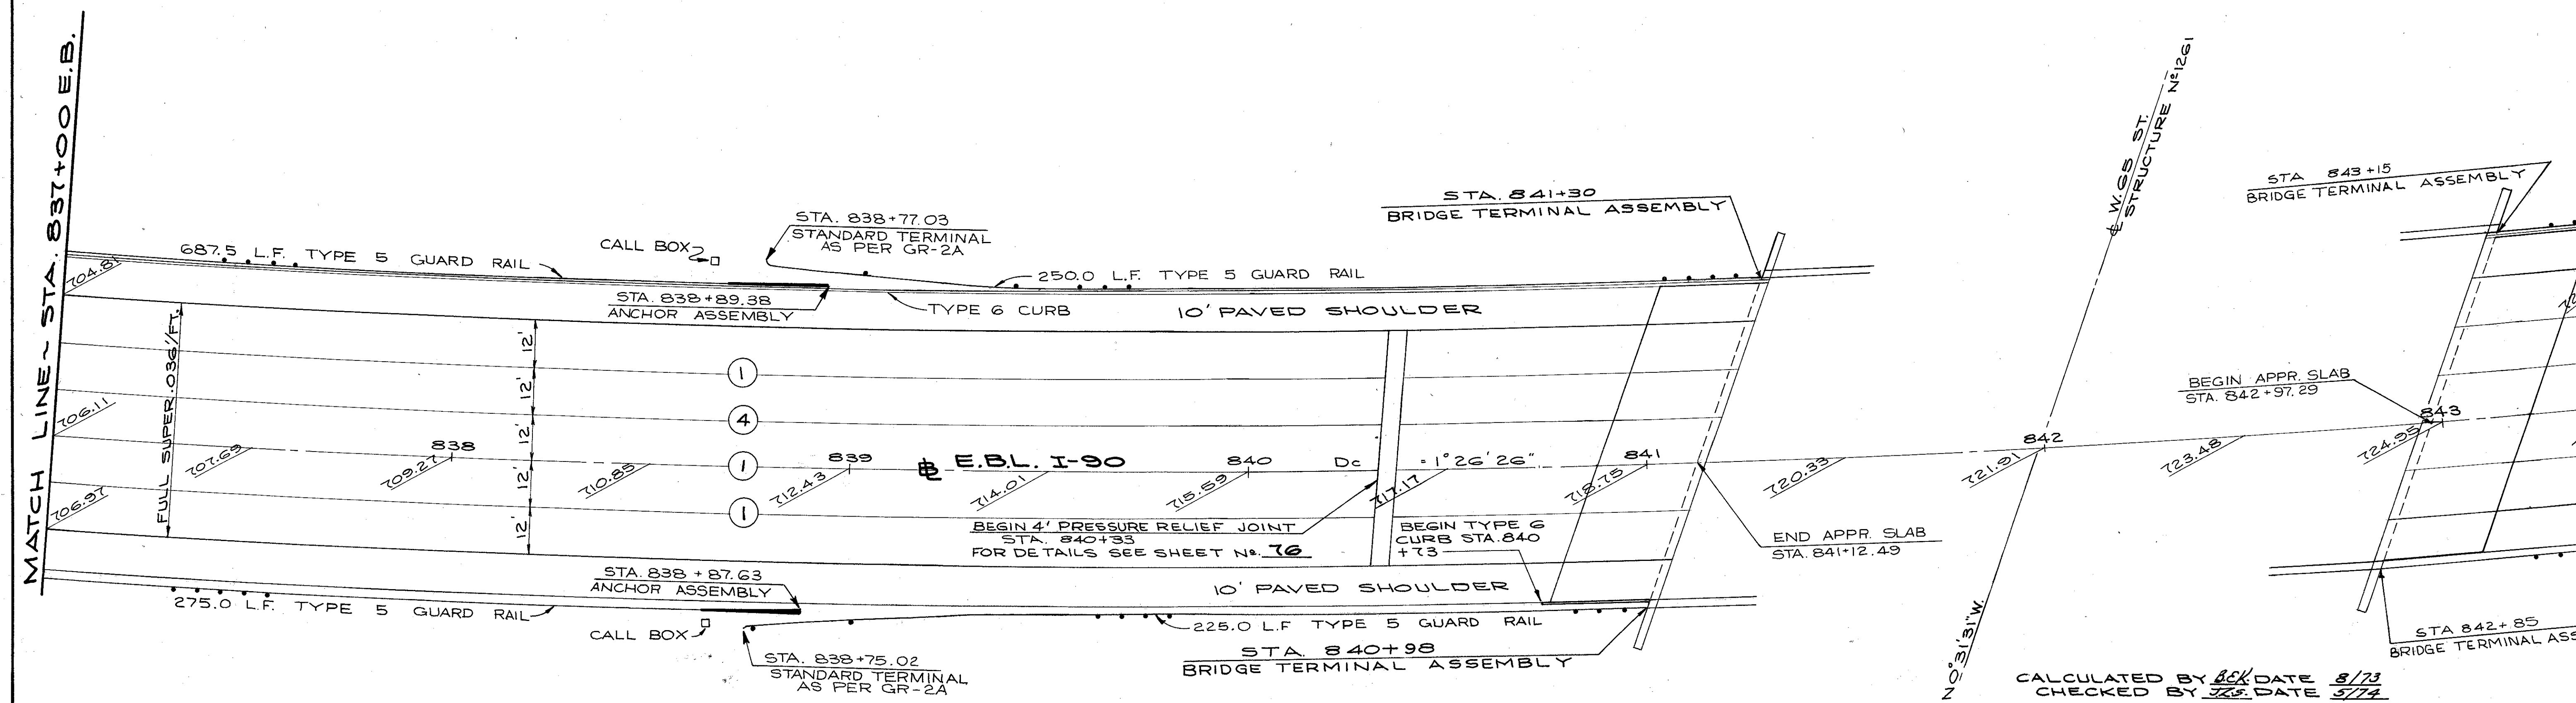 MATCH LINE~ STA. 837+00 E.B.
704.81
706.11
706.97
687.5 L.F. TYPE 5 GUARD RAIL
FULL SUPER .036'/FT.
CALL BOX
STA. 838+77.03
STANDARD TERMINAL
AS PER GR-2A
STA. 838+89.38
ANCHOR ASSEMBLY
TYPE 6 CURB
250.0 L.F. TYPE 5 GUARD RAIL
10' PAVED SHOULDER
STA. 841+30
BRIDGE TERMINAL ASSEMBLY
12'
12'
12'
12'
12'
1
4
1
1
707.69
838
709.27
710.85
839
712.43
℄ E.B.L. I-90
714.01
840
715.59
Dc = 1°26'26"
717.17
841
718.75
720.33
842
721.91
723.48
843
724.95
BEGIN 4' PRESSURE RELIEF JOINT
STA. 840+33
FOR DETAILS SEE SHEET No. 76
BEGIN TYPE 6
CURB STA. 840
+73
END APPR. SLAB
STA. 841+12.49
℄ W. 65 ST.
STRUCTURE No 1261
STA 843+15
BRIDGE TERMINAL ASSEMBLY
BEGIN APPR. SLAB
STA. 842+97.29
STA. 838+87.63
ANCHOR ASSEMBLY
10' PAVED SHOULDER
275.0 L.F. TYPE 5 GUARD RAIL
CALL BOX
225.0 L.F TYPE 5 GUARD RAIL
STA. 838+75.02
STANDARD TERMINAL
AS PER GR-2A
STA. 840+98
BRIDGE TERMINAL ASSEMBLY
N 0°31'31"W.
STA 842+85
BRIDGE TERMINAL ASS
CALCULATED BY BEK DATE 8/73
CHECKED BY JZS. DATE 5/74